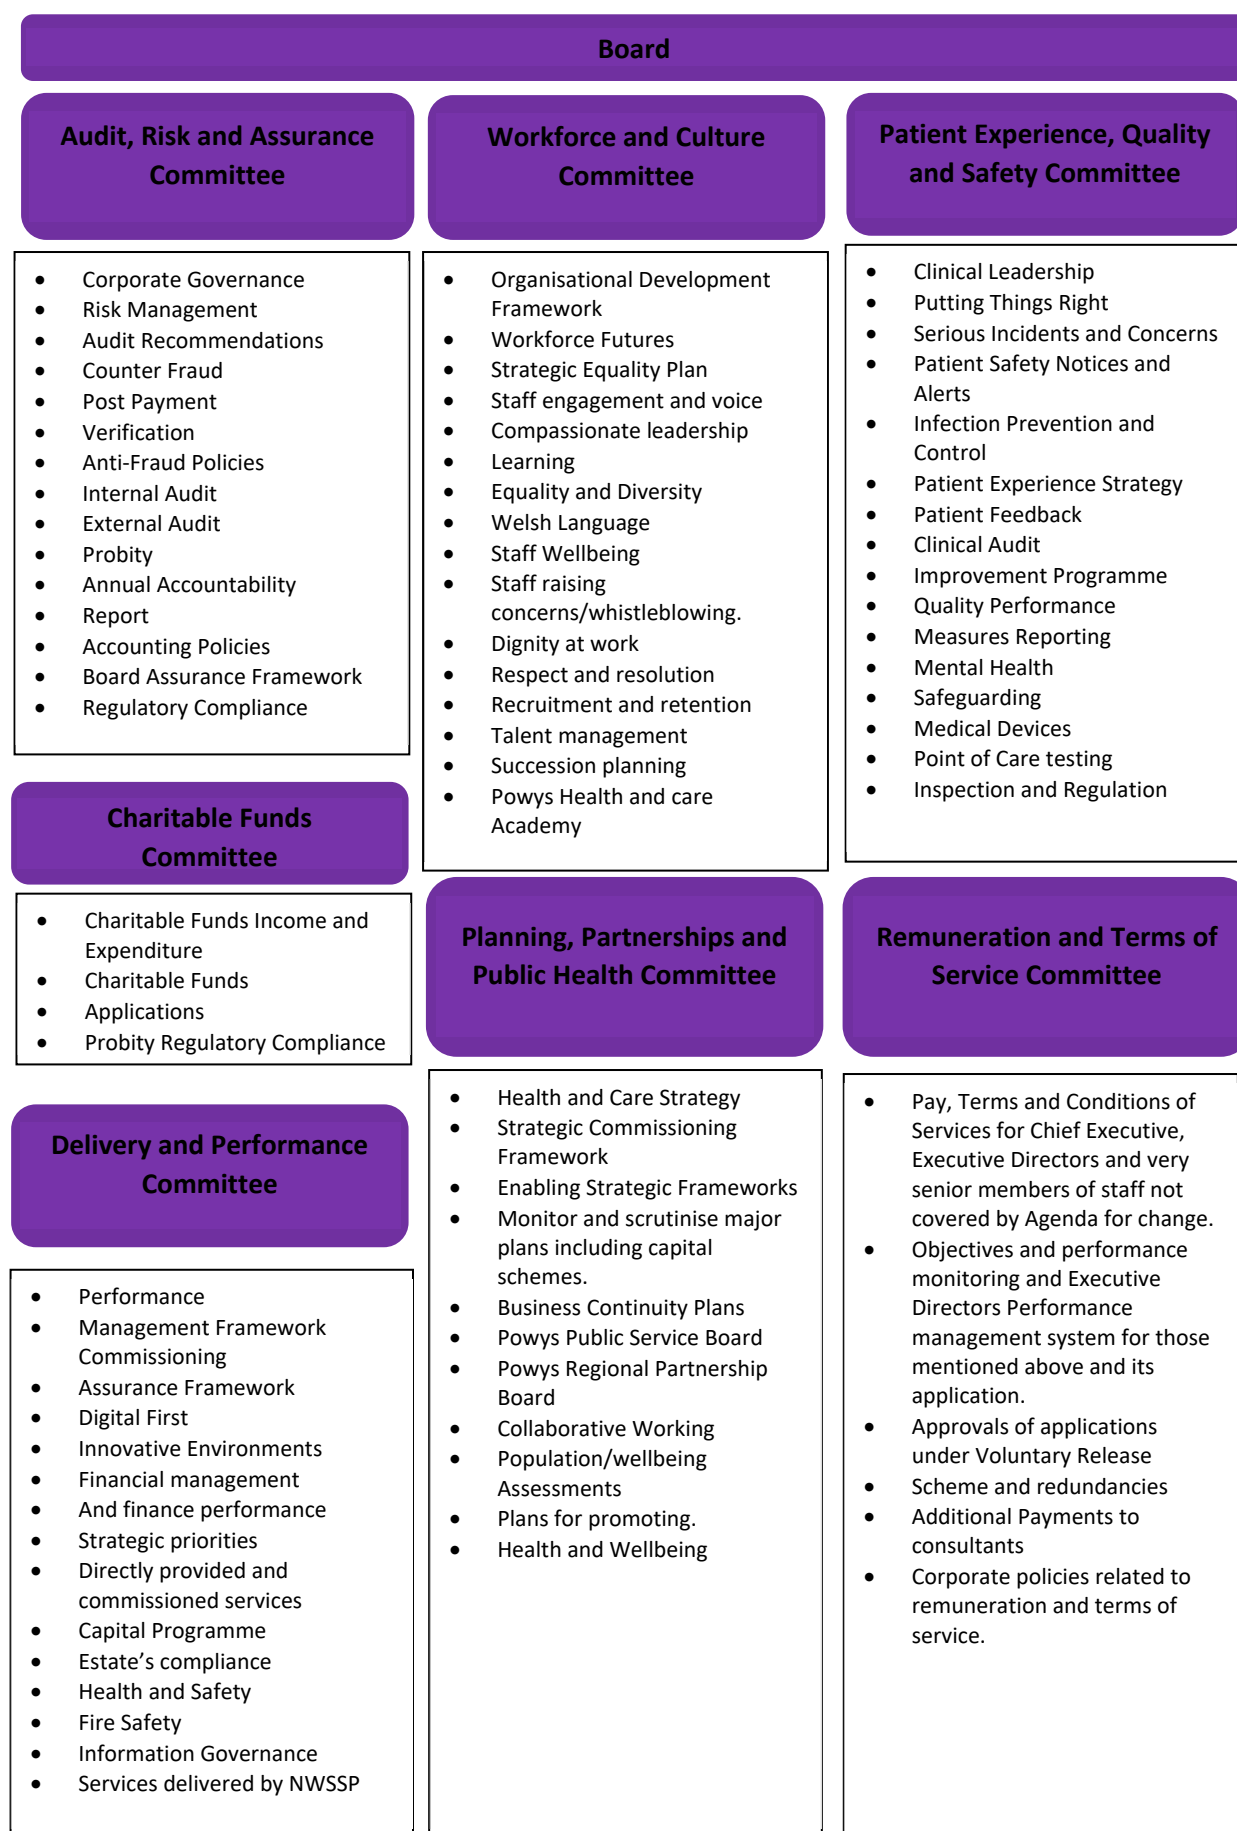 Board
Audit, Risk and Assurance
Committee
• Corporate Governance
• Risk Management
• Audit Recommendations
• Counter Fraud
• Post Payment
• Verification
• Anti-Fraud Policies
• Internal Audit
• External Audit
• Probity
• Annual Accountability
• Report
• Accounting Policies
• Board Assurance Framework
• Regulatory Compliance
Charitable Funds
Committee
• Charitable Funds Income and
Expenditure
• Charitable Funds
• Applications
• Probity Regulatory Compliance
Delivery and Performance
Committee
• Performance
• Management Framework
Commissioning
• Assurance Framework
• Digital First
• Innovative Environments
• Financial management
• And finance performance
• Strategic priorities
• Directly provided and
commissioned services
• Capital Programme
• Estate’s compliance
• Health and Safety
• Fire Safety
• Information Governance
• Services delivered by NWSSP
Workforce and Culture
Committee
• Organisational Development
Framework
• Workforce Futures
• Strategic Equality Plan
• Staff engagement and voice
• Compassionate leadership
• Learning
• Equality and Diversity
• Welsh Language
• Staff Wellbeing
• Staff raising
concerns/whistleblowing.
• Dignity at work
• Respect and resolution
• Recruitment and retention
• Talent management
• Succession planning
• Powys Health and care
Academy
Planning, Partnerships and
Public Health Committee
• Health and Care Strategy
• Strategic Commissioning
Framework
• Enabling Strategic Frameworks
• Monitor and scrutinise major
plans including capital
schemes.
• Business Continuity Plans
• Powys Public Service Board
• Powys Regional Partnership
Board
• Collaborative Working
• Population/wellbeing
Assessments
• Plans for promoting.
• Health and Wellbeing
Patient Experience, Quality
and Safety Committee
• Clinical Leadership
• Putting Things Right
• Serious Incidents and Concerns
• Patient Safety Notices and
Alerts
• Infection Prevention and
Control
• Patient Experience Strategy
• Patient Feedback
• Clinical Audit
• Improvement Programme
• Quality Performance
• Measures Reporting
• Mental Health
• Safeguarding
• Medical Devices
• Point of Care testing
• Inspection and Regulation
Remuneration and Terms of
Service Committee
• Pay, Terms and Conditions of
Services for Chief Executive,
Executive Directors and very
senior members of staff not
covered by Agenda for change.
• Objectives and performance
monitoring and Executive
Directors Performance
management system for those
mentioned above and its
application.
• Approvals of applications
under Voluntary Release
• Scheme and redundancies
• Additional Payments to
consultants
• Corporate policies related to
remuneration and terms of
service.